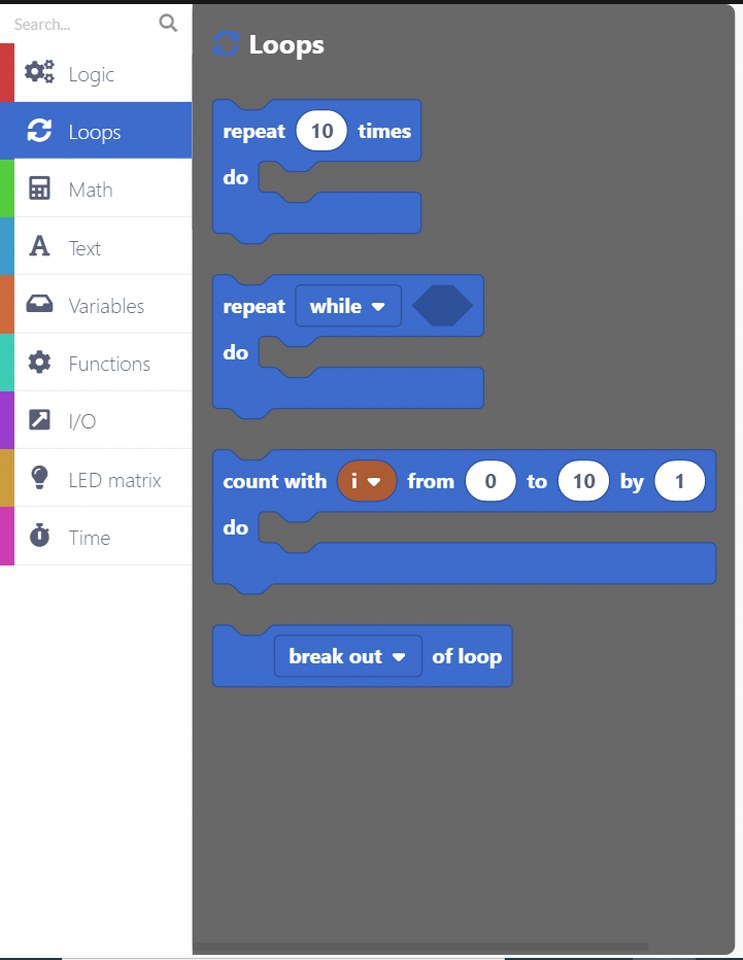 Search...
Logic
Loops
Math
Text
Variables
Functions
I/O
LED matrix
Time
Loops
repeat 10 times
do
repeat while
do
count with i from 0 to 10 by 1
do
break out of loop